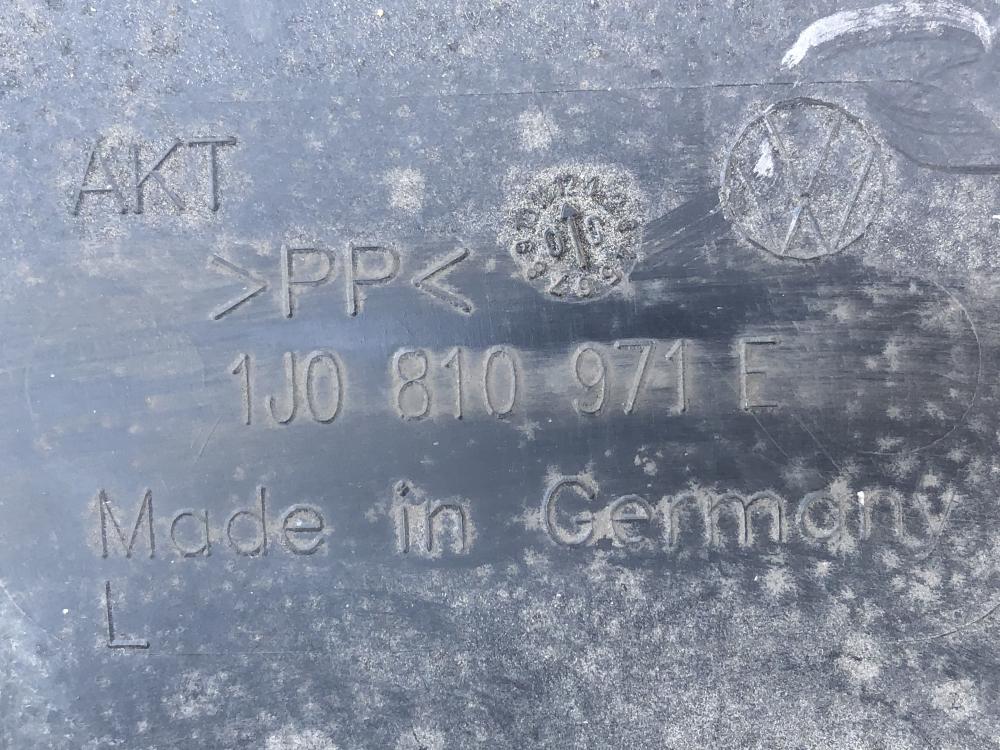 AKT
>PP<
1J0 810 971 E
Made in Germany
L